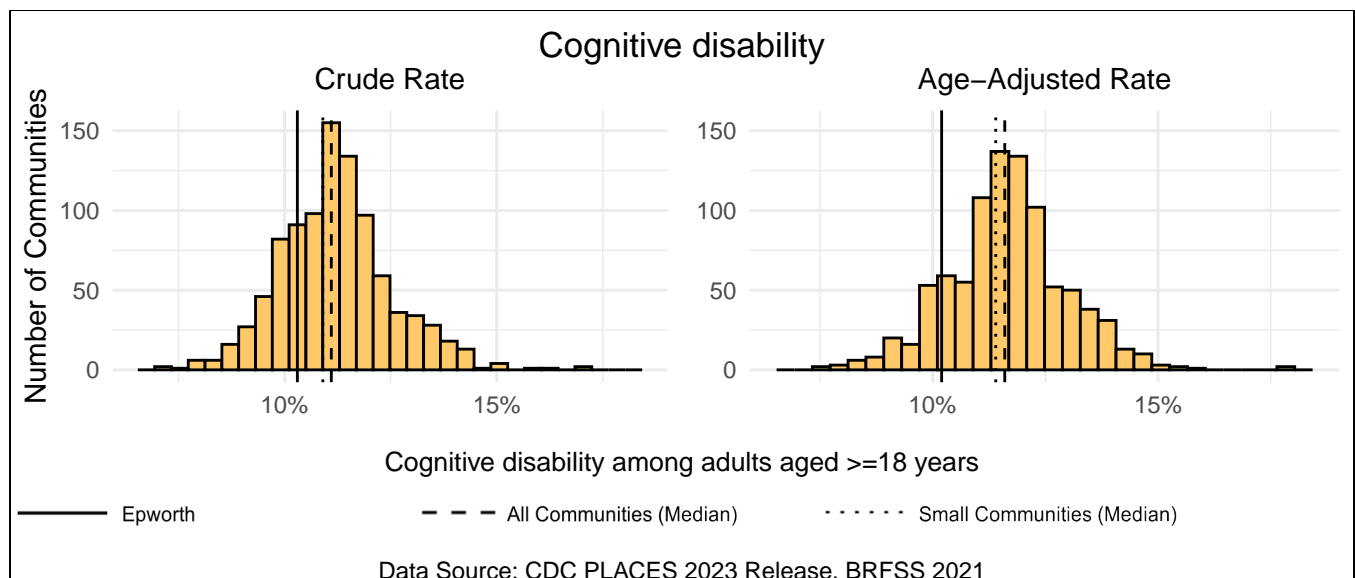 Cognitive disability
Crude Rate
Age−Adjusted Rate
Number of Communities
150
100
50
0
10%
15%
150
100
50
0
10%
15%
Cognitive disability among adults aged >=18 years
Epworth
All Communities (Median)
Small Communities (Median)
Data Source: CDC PLACES 2023 Release, BRFSS 2021